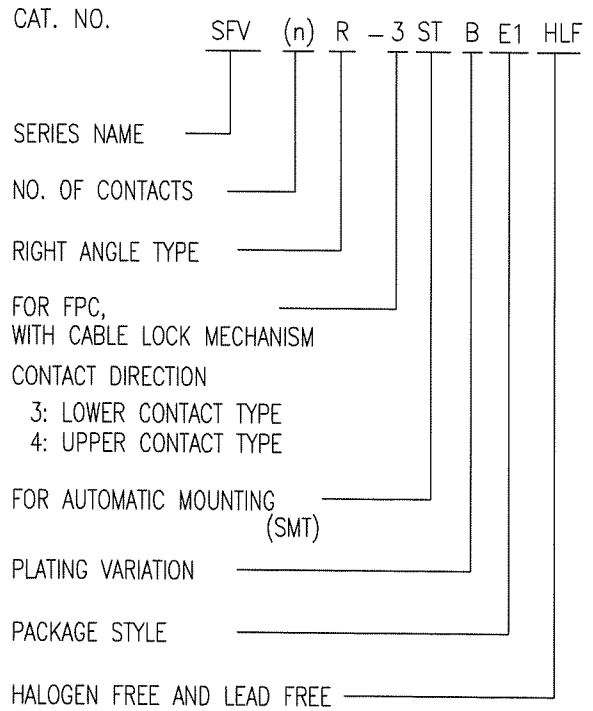 CAT. NO.
SFV (n) R - 3 ST B E1 HLF
SERIES NAME
NO. OF CONTACTS
RIGHT ANGLE TYPE
FOR FPC,
WITH CABLE LOCK MECHANISM
CONTACT DIRECTION
3: LOWER CONTACT TYPE
4: UPPER CONTACT TYPE
FOR AUTOMATIC MOUNTING
(SMT)
PLATING VARIATION
PACKAGE STYLE
HALOGEN FREE AND LEAD FREE